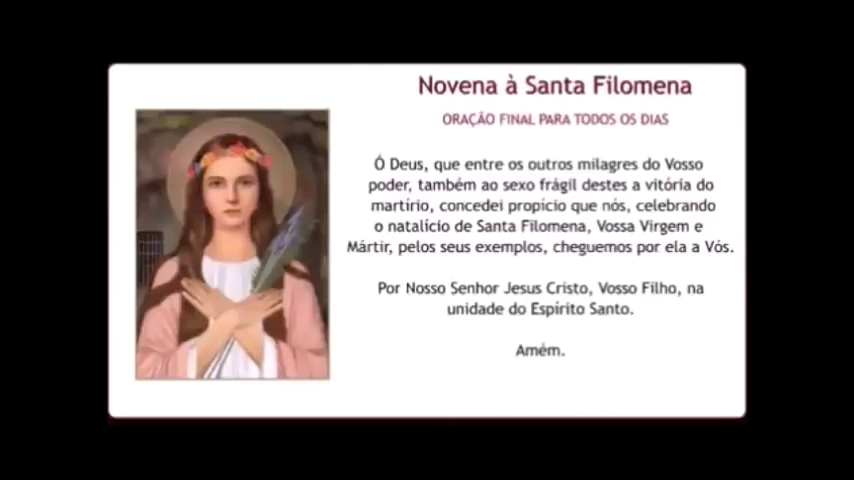 Novena à Santa Filomena
ORAÇÃO FINAL PARA TODOS OS DIAS
Ó Deus, que entre os outros milagres do Vosso
poder, também ao sexo frágil destes a vitória do
martírio, concedei propício que nós, celebrando
o natalício de Santa Filomena, Vossa Virgem e
Mártir, pelos seus exemplos, cheguemos por ela a Vós.
Por Nosso Senhor Jesus Cristo, Vosso Filho, na
unidade do Espírito Santo.
Amém.